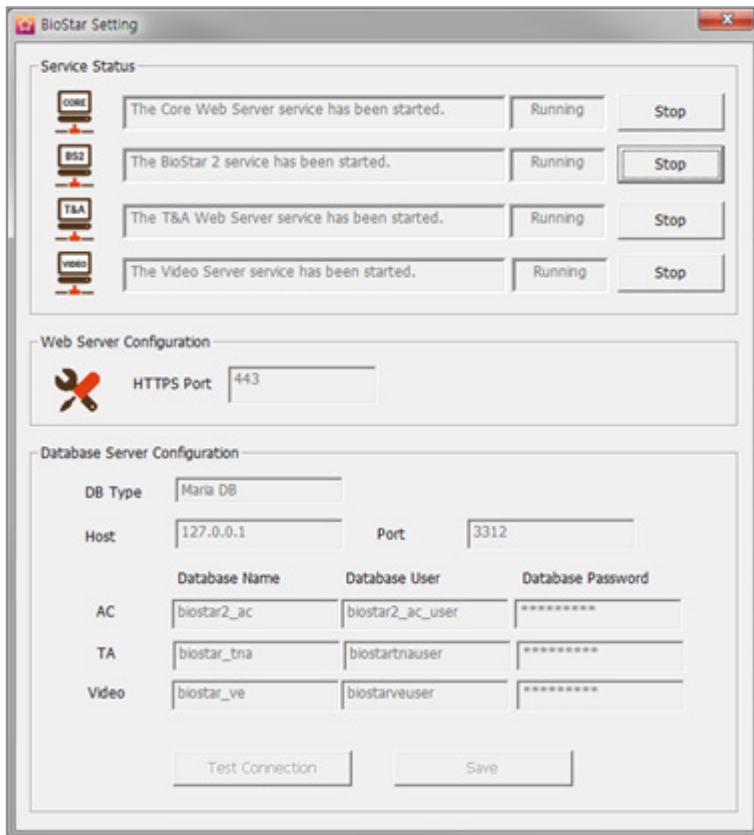 BioStar Setting
Service Status
CORE The Core Web Server service has been started. Running Stop
BS2 The BioStar 2 service has been started. Running Stop
T&A The T&A Web Server service has been started. Running Stop
VIDEO The Video Server service has been started. Running Stop
Web Server Configuration
HTTPS Port 443
Database Server Configuration
DB Type Maria DB
Host 127.0.0.1 Port 3312
Database Name Database User Database Password
AC biostar2_ac biostar2_ac_user *********
TA biostar_tna biostartnauser *********
Video biostar_ve biostarveuser *********
Test Connection Save